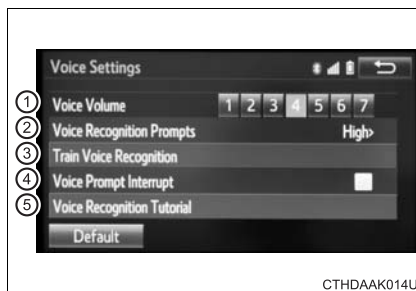 Voice Settings
① Voice Volume 1 2 3 4 5 6 7
② Voice Recognition Prompts High>
③ Train Voice Recognition
④ Voice Prompt Interrupt
⑤ Voice Recognition Tutorial
Default
CTHDAAK014U